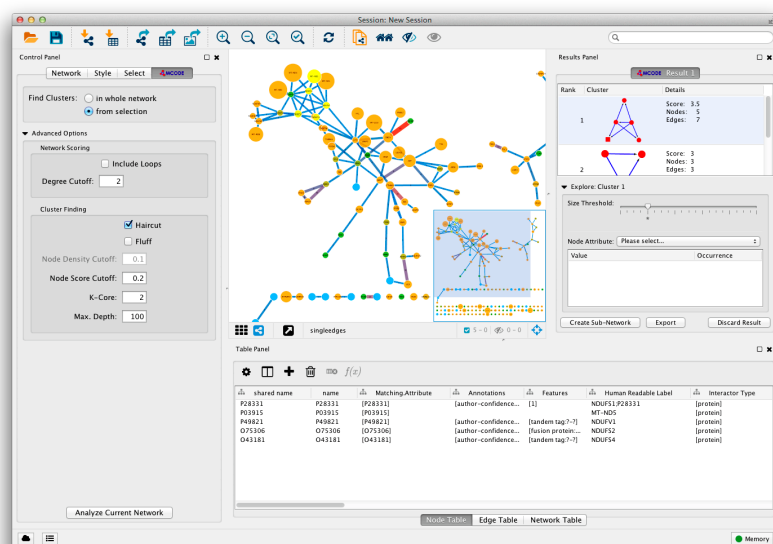 Session: New Session
Control Panel
Network Style Select MCODE
Find Clusters: in whole network
from selection
Advanced Options
Network Scoring
Include Loops
Degree Cutoff: 2
Cluster Finding
Haircut
Fluff
Node Density Cutoff: 0.1
Node Score Cutoff: 0.2
K-Core: 2
Max. Depth: 100
Analyze Current Network
singleedges
5 - 0 0 - 0
Results Panel
MCODE Result 1
Rank Cluster Details
1
Score: 3.5
Nodes: 5
Edges: 7
2
Score: 3
Nodes: 3
Edges: 3
Explore: Cluster 1
Size Threshold:
Node Attribute: Please select...
Value Occurrence
Create Sub-Network Export Discard Result
Table Panel
f(x)
shared name name Matching.Attribute Annotations Features Human Readable Label Interactor Type
P28331 P28331 [P28331] [author-confidence... [1] NDUFS1;P28331 [protein]
P03915 P03915 [P03915] MT-ND5 [protein]
P49821 P49821 [P49821] [author-confidence... [tandem tag:?-?] NDUFV1 [protein]
O75306 O75306 [O75306] [author-confidence... [fusion protein:... NDUFS2 [protein]
O43181 O43181 [O43181] [author-confidence... [tandem tag:?-?] NDUFS4 [protein]
Node Table Edge Table Network Table
Memory